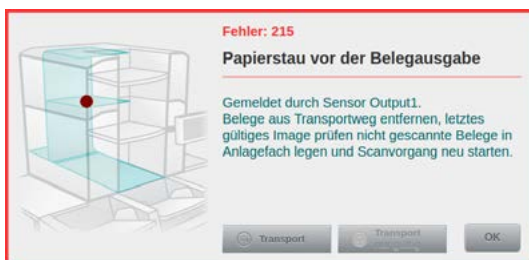 Fehler: 215
Papierstau vor der Belegausgabe
Gemeldet durch Sensor Output1.
Belege aus Transportweg entfernen, letztes
gültiges Image prüfen nicht gescannte Belege in
Anlagefach legen und Scanvorgang neu starten.
Transport
Transport
OK